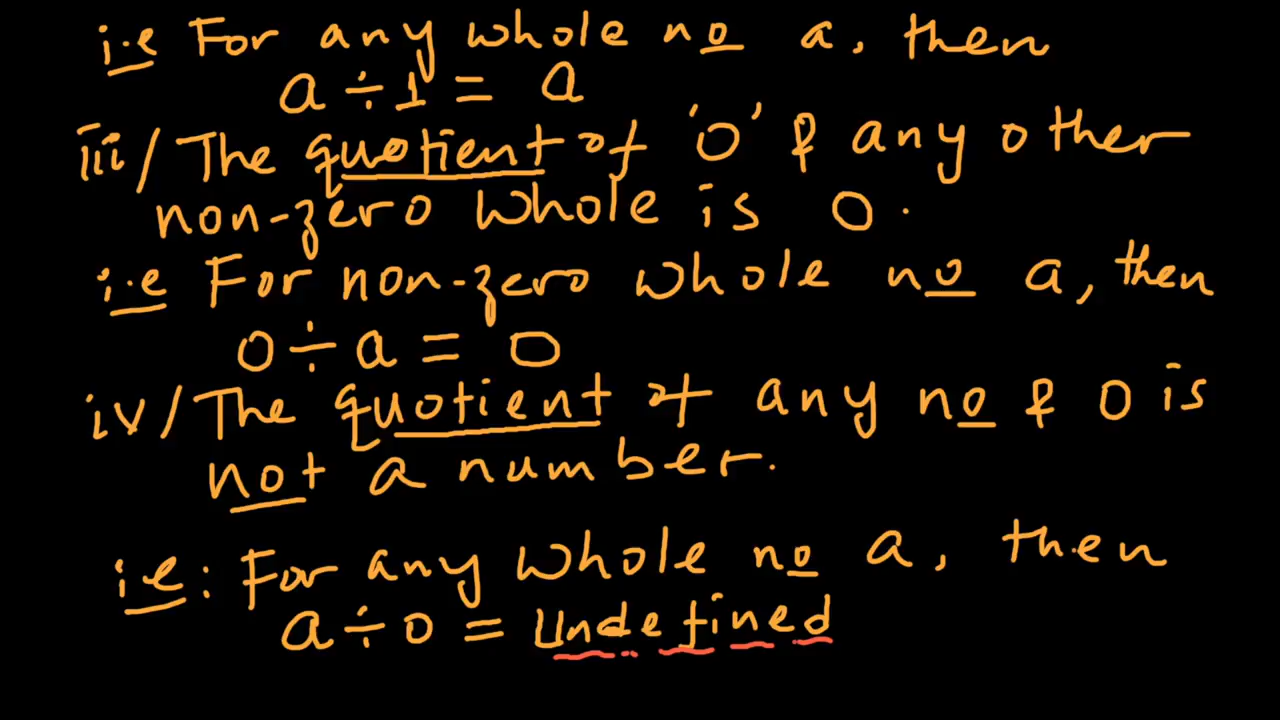 i.e For any whole no a, then
a ÷ 1 = a
iii/ The quotient of '0' & any other
non-zero whole is 0.
i.e For non-zero whole no a, then
0 ÷ a = 0
iv/ The quotient of any no & 0 is
not a number.
i.e: For any whole no a, then
a ÷ 0 = Undefined